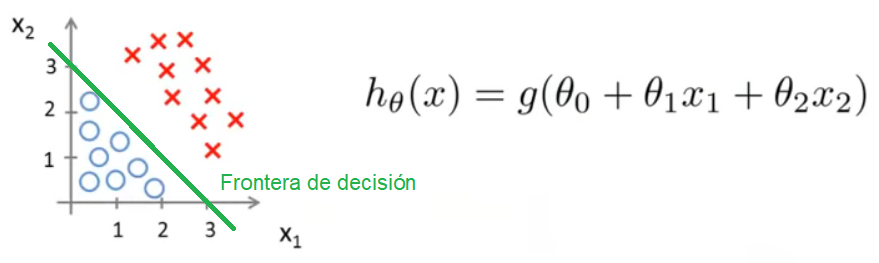 x₂
3
2
1
1 2 3
x₁
Frontera de decisión
hθ(x) = g(θ₀ + θ₁x₁ + θ₂x₂)